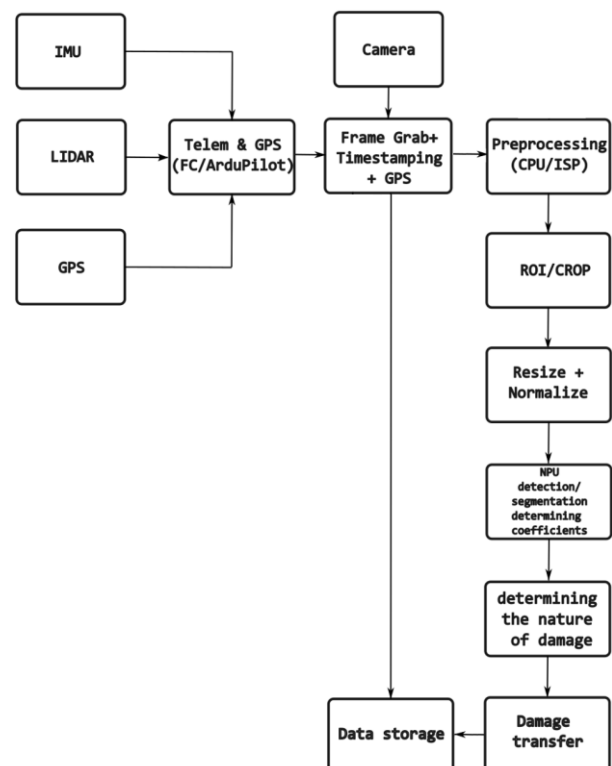 IMU
Camera
LIDAR
Telem & GPS
(FC/ArduPilot)
Frame Grab+
Timestamping
+ GPS
Preprocessing
(CPU/ISP)
GPS
ROI/CROP
Resize +
Normalize
NPU
detection/
segmentation
determining
coefficients
determining
the nature
of damage
Data storage
Damage
transfer